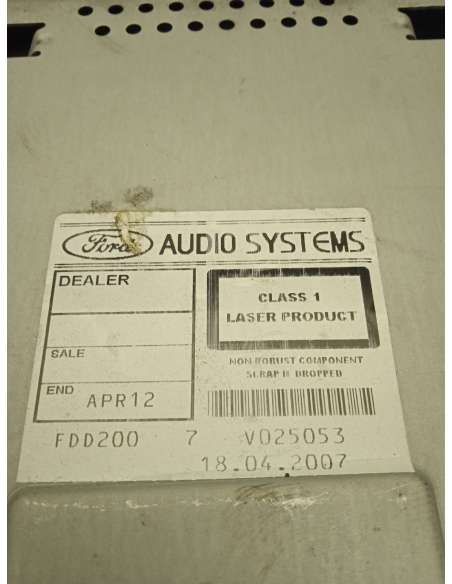 Ford AUDIO SYSTEMS
DEALER
CLASS 1
LASER PRODUCT
SALE
NON ROBUST COMPONENT
SCRAP IF DROPPED
END APR12
FDD200 7 V025053
18.04.2007